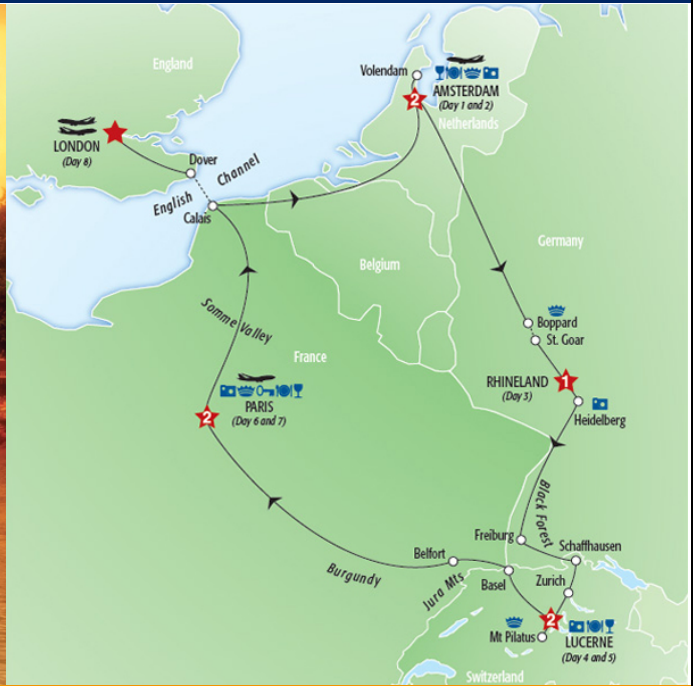 England
Volendam
AMSTERDAM
(Day 1 and 2)
2
Netherlands
LONDON
(Day 8)
Dover
English Channel
Calais
Germany
Belgium
Boppard
St. Goar
Somme Valley
France
RHINELAND
(Day 3)
1
Heidelberg
PARIS
(Day 6 and 7)
2
Black Forest
Freiburg
Schaffhausen
Belfort
Basel
Zurich
Burgundy
Jura Mts
2
Mt Pilatus
LUCERNE
(Day 4 and 5)
Switzerland